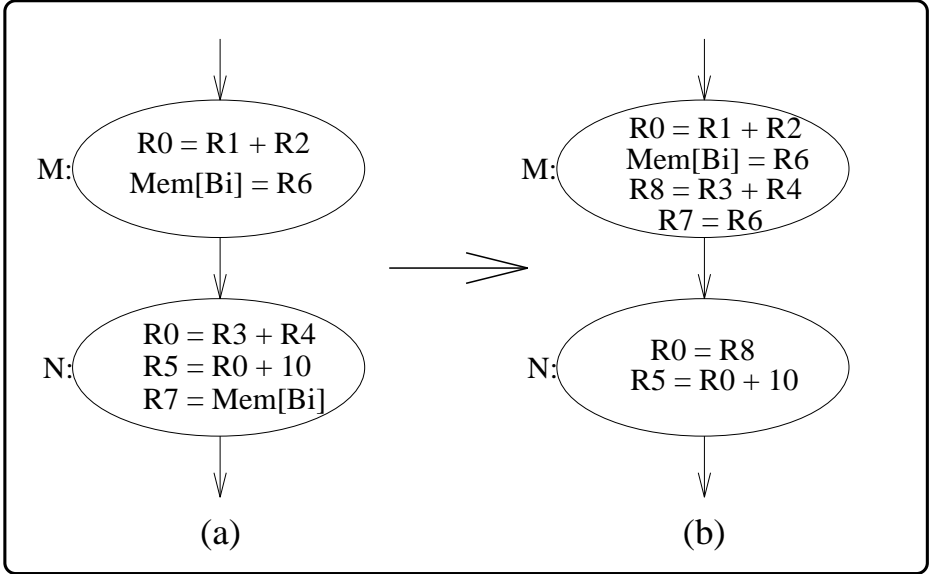 M:
R0 = R1 + R2
Mem[Bi] = R6
N:
R0 = R3 + R4
R5 = R0 + 10
R7 = Mem[Bi]
(a)
M:
R0 = R1 + R2
Mem[Bi] = R6
R8 = R3 + R4
R7 = R6
N:
R0 = R8
R5 = R0 + 10
(b)